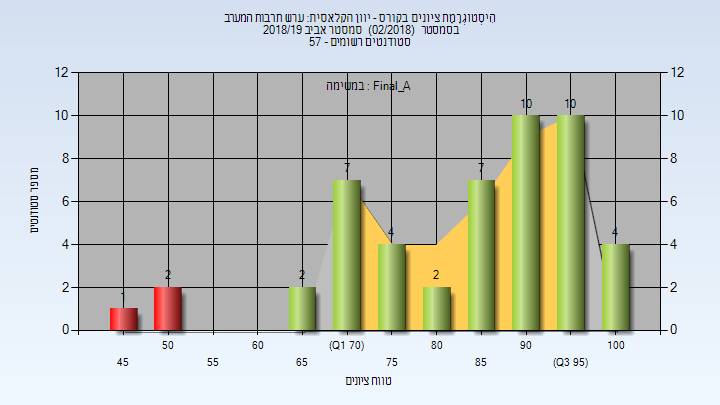 הִיסְטוֹגְרַמַת ציונים בקורס - יוון הקלאסית: ערש תרבות המערב
בסמסטר (02/2018) סמסטר אביב 2018/19
סטודנטים רשומים - 57
במשימה : Final_A
מספר סטודנטים
12 12
10 10
8 8
6 6
4 4
2 2
0 0
1 2 2 7 4 2 7 10 10 4
45 50 55 60 65 (Q1 70) 75 80 85 90 (Q3 95) 100
טווח ציונים